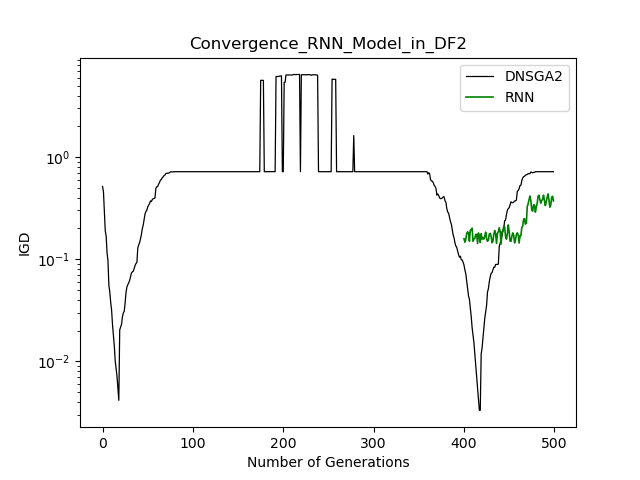 Convergence_RNN_Model_in_DF2
DNSGA2
RNN
10⁰
10⁻¹
10⁻²
IGD
0 100 200 300 400 500
Number of Generations